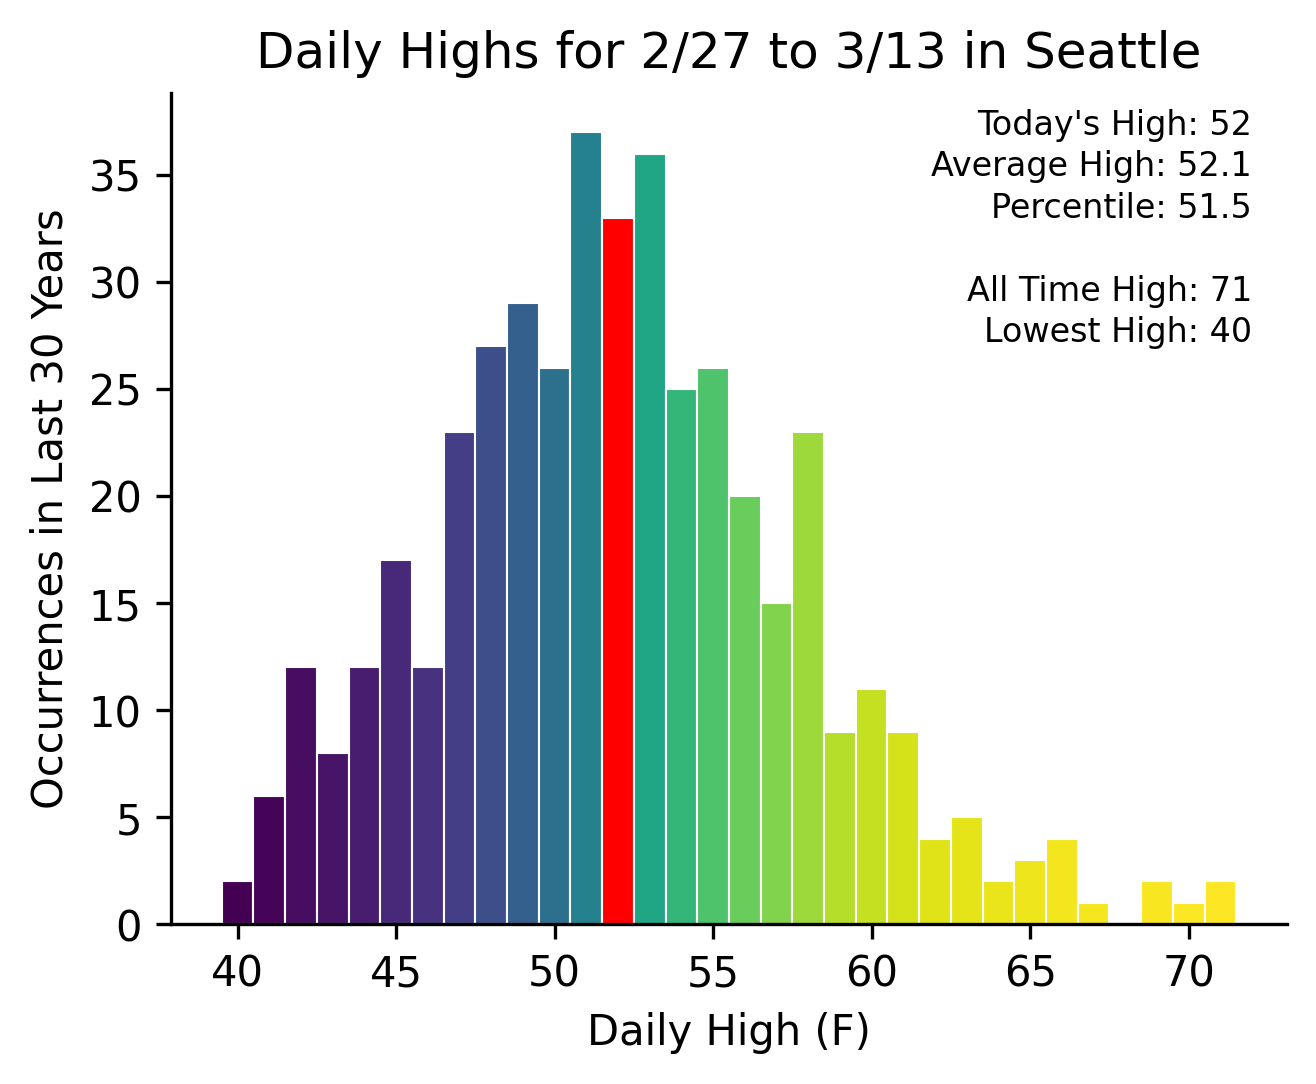 Daily Highs for 2/27 to 3/13 in Seattle
Today's High: 52
Average High: 52.1
Percentile: 51.5
All Time High: 71
Lowest High: 40
Occurrences in Last 30 Years
35
30
25
20
15
10
5
0
40 45 50 55 60 65 70
Daily High (F)